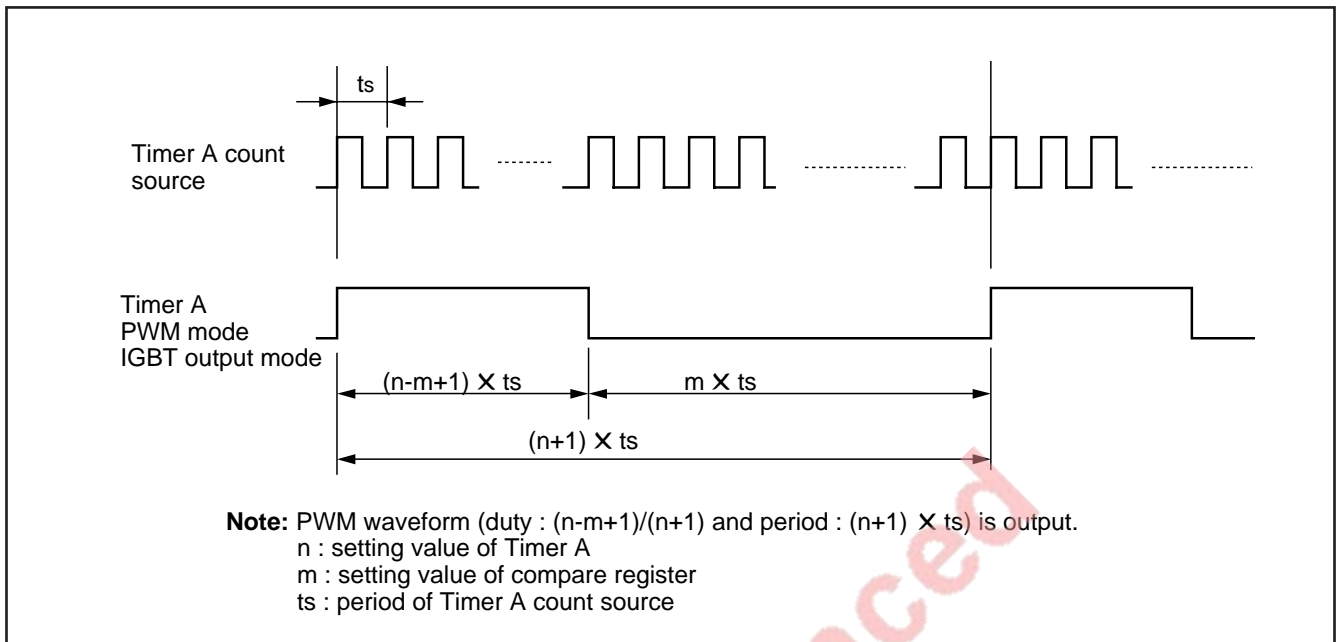 ts
Timer A count
source
Timer A
PWM mode
IGBT output mode
(n-m+1) × ts
m × ts
(n+1) × ts
Note: PWM waveform (duty : (n-m+1)/(n+1) and period : (n+1) × ts) is output.
n : setting value of Timer A
m : setting value of compare register
ts : period of Timer A count source
nced